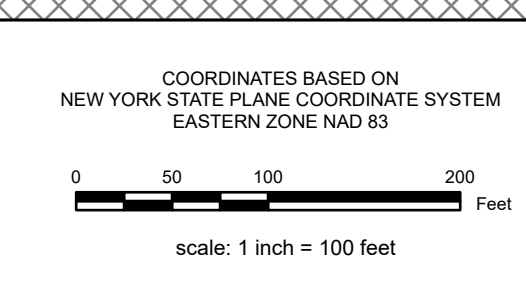 COORDINATES BASED ON
NEW YORK STATE PLANE COORDINATE SYSTEM
EASTERN ZONE NAD 83
0 50 100 200
Feet
scale: 1 inch = 100 feet